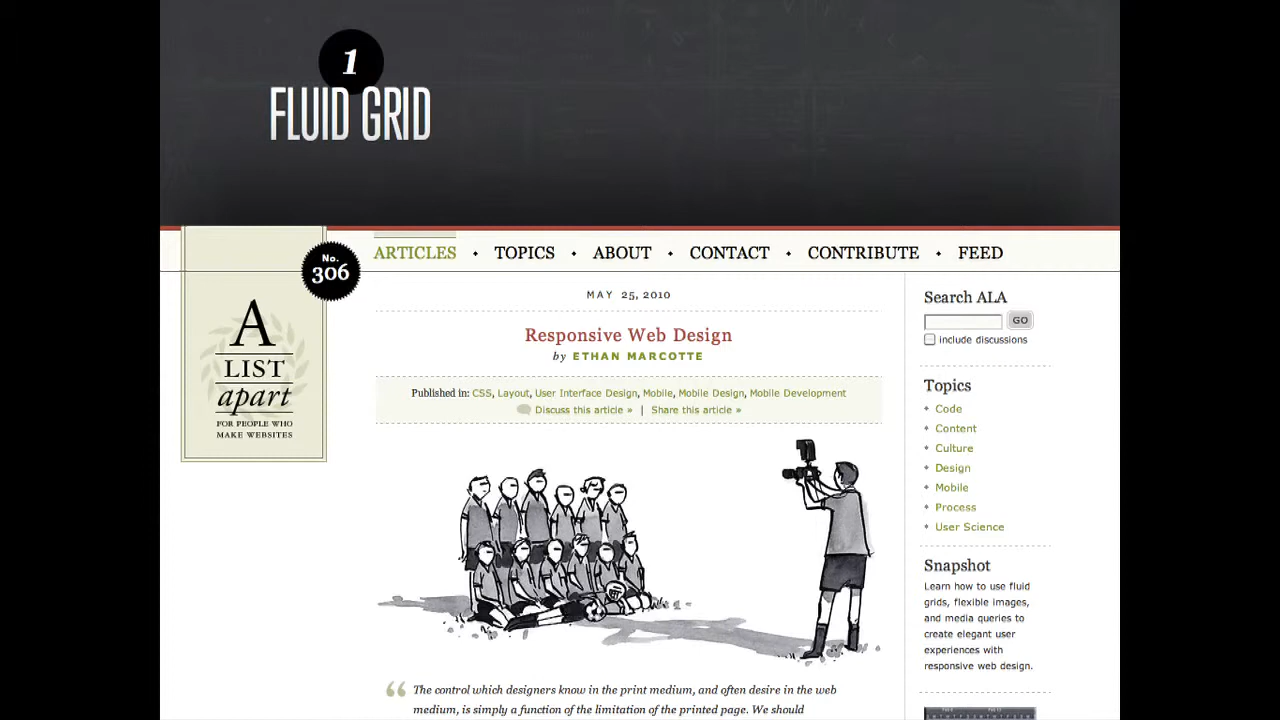 1
FLUID GRID
ARTICLES • TOPICS • ABOUT • CONTACT • CONTRIBUTE • FEED
No.
306
A
LIST
apart
FOR PEOPLE WHO
MAKE WEBSITES
MAY 25, 2010
Responsive Web Design
by ETHAN MARCOTTE
Published in: CSS, Layout, User Interface Design, Mobile, Mobile Design, Mobile Development
Discuss this article » | Share this article »
“ The control which designers know in the print medium, and often desire in the web
medium, is simply a function of the limitation of the printed page. We should
Search ALA
GO
include discussions
Topics
Code
Content
Culture
Design
Mobile
Process
User Science
Snapshot
Learn how to use fluid
grids, flexible images,
and media queries to
create elegant user
experiences with
responsive web design.